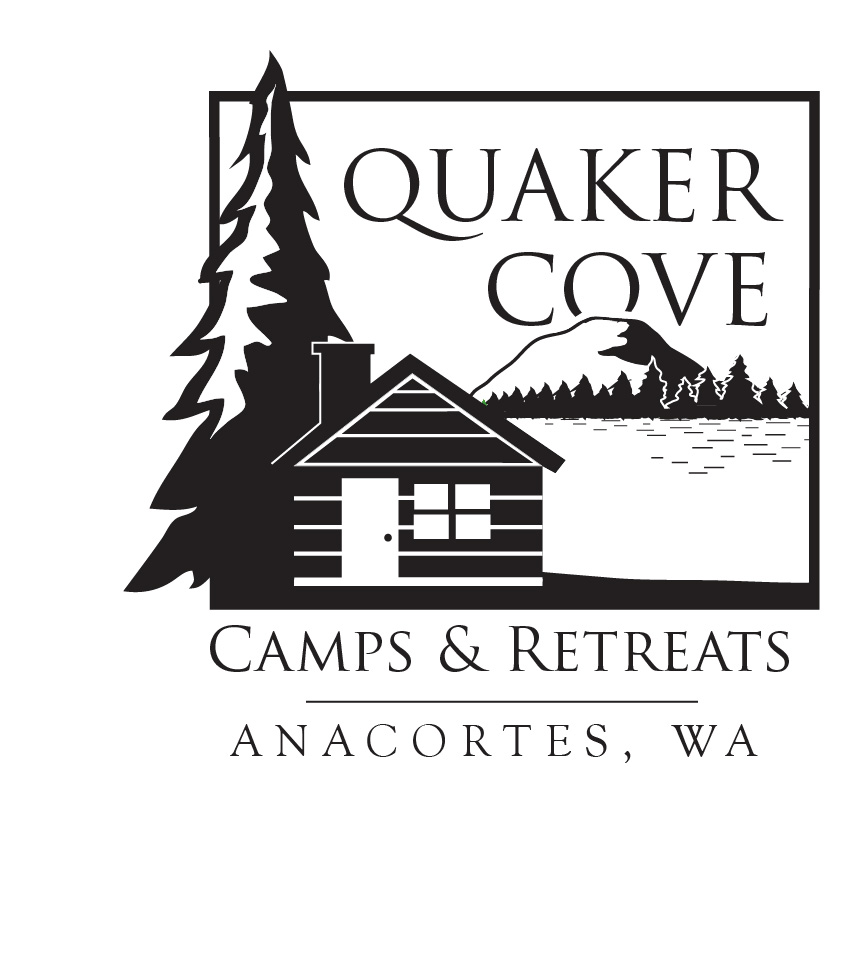 QUAKER
COVE
CAMPS & RETREATS
ANACORTES, WA